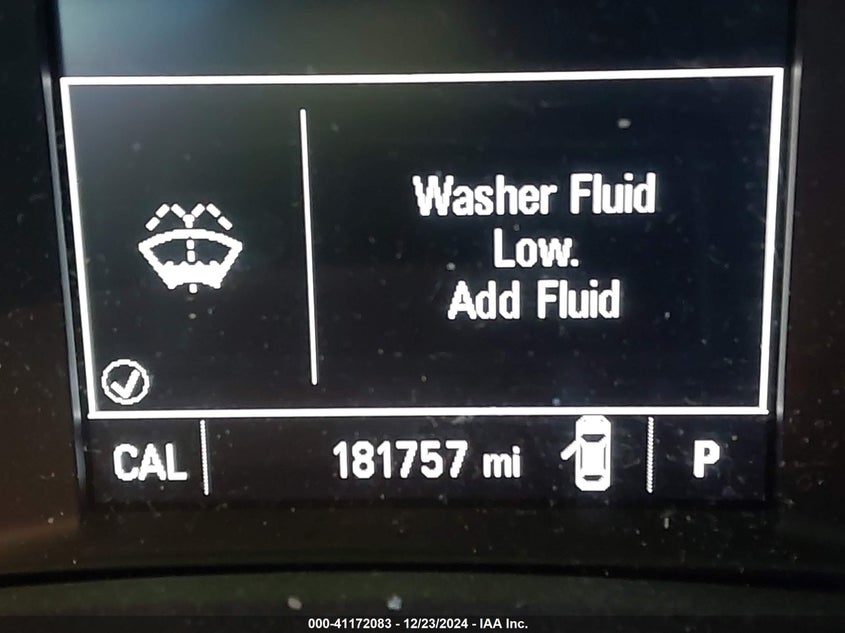 Washer Fluid
Low.
Add Fluid
CAL 181757 mi P
000-41172083 - 12/23/2024 - IAA Inc.